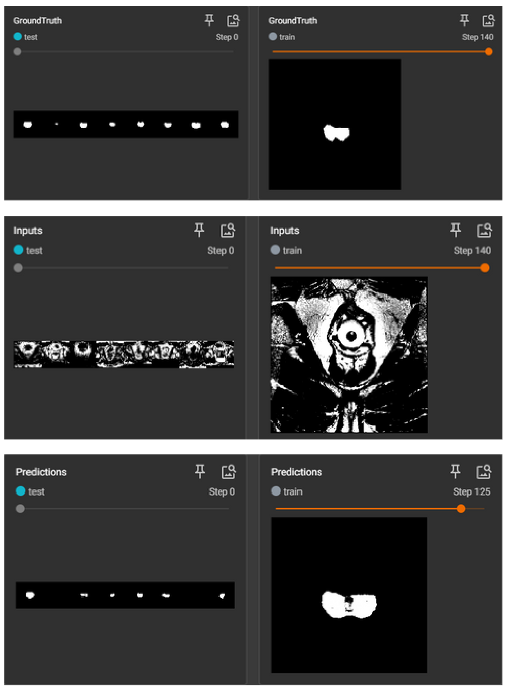 GroundTruth
test Step 0
GroundTruth
train Step 140
Inputs
test Step 0
Inputs
train Step 140
Predictions
test Step 0
Predictions
train Step 125